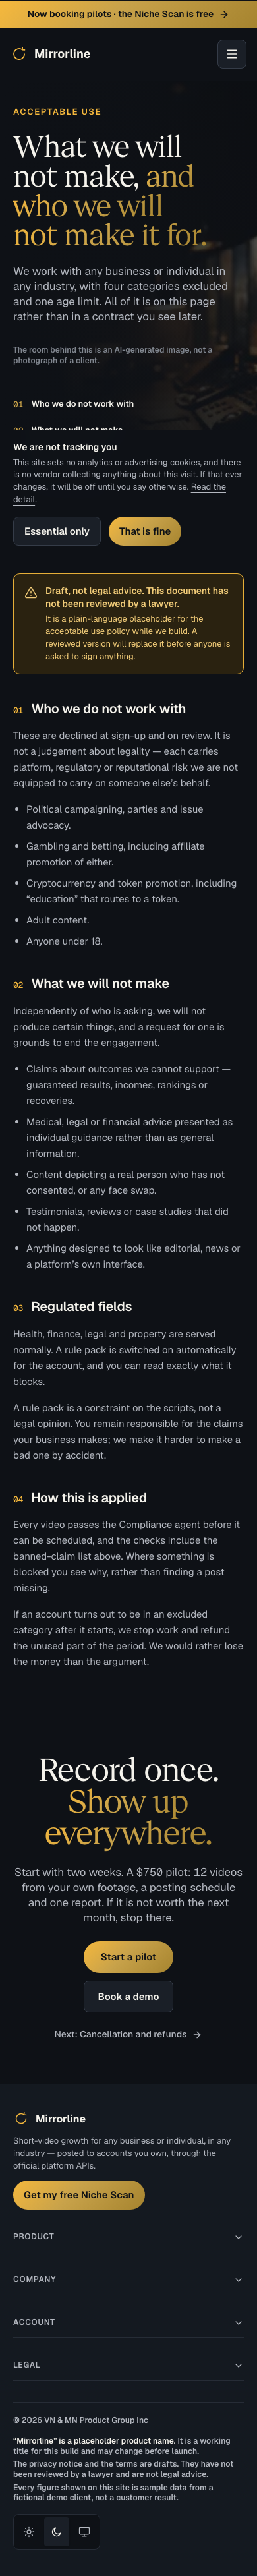 Now booking pilots · the Niche Scan is free →
Mirrorline
ACCEPTABLE USE
What we will
not make, and
who we will
not make it for.
We work with any business or individual in
any industry, with four categories excluded
and one age limit. All of it is on this page
rather than in a contract you see later.
The room behind this is an AI-generated image, not a
photograph of a client.
01 Who we do not work with
We are not tracking you
This site sets no analytics or advertising cookies, and there
is no vendor collecting anything about this visit. If that ever
changes, it will be off until you say otherwise. Read the
detail.
Essential only
That is fine
Draft, not legal advice. This document has
not been reviewed by a lawyer.
It is a plain-language placeholder for the
acceptable use policy while we build. A
reviewed version will replace it before anyone is
asked to sign anything.
01 Who we do not work with
These are declined at sign-up and on review. It is
not a judgement about legality — each carries
platform, regulatory or reputational risk we are not
equipped to carry on someone else's behalf.
• Political campaigning, parties and issue
advocacy.
• Gambling and betting, including affiliate
promotion of either.
• Cryptocurrency and token promotion, including
“education” that routes to a token.
• Adult content.
• Anyone under 18.
02 What we will not make
Independently of who is asking, we will not
produce certain things, and a request for one is
grounds to end the engagement.
• Claims about outcomes we cannot support —
guaranteed results, incomes, rankings or
recoveries.
• Medical, legal or financial advice presented as
individual guidance rather than as general
information.
• Content depicting a real person who has not
consented, or any face swap.
• Testimonials, reviews or case studies that did
not happen.
• Anything designed to look like editorial, news or
a platform's own interface.
03 Regulated fields
Health, finance, legal and property are served
normally. A rule pack is switched on automatically
for the account, and you can read exactly what it
blocks.
A rule pack is a constraint on the scripts, not a
legal opinion. You remain responsible for the claims
your business makes; we make it harder to make a
bad one by accident.
04 How this is applied
Every video passes the Compliance agent before it
can be scheduled, and the checks include the
banned-claim list above. Where something is
blocked you see why, rather than finding a post
missing.
If an account turns out to be in an excluded
category after it starts, we stop work and refund
the unused part of the period. We would rather lose
the money than the argument.
Record once.
Show up
everywhere.
Start with two weeks. A $750 pilot: 12 videos
from your own footage, a posting schedule
and one report. If it is not worth the next
month, stop there.
Start a pilot
Book a demo
Next: Cancellation and refunds →
Mirrorline
Short-video growth for any business or individual, in any
industry — posted to accounts you own, through the
official platform APIs.
Get my free Niche Scan
PRODUCT
COMPANY
ACCOUNT
LEGAL
© 2026 VN & MN Product Group Inc
“Mirrorline” is a placeholder product name. It is a working
title for this build and may change before launch.
The privacy notice and the terms are drafts. They have not
been reviewed by a lawyer and are not legal advice.
Every figure shown on this site is sample data from a
fictional demo client, not a customer result.